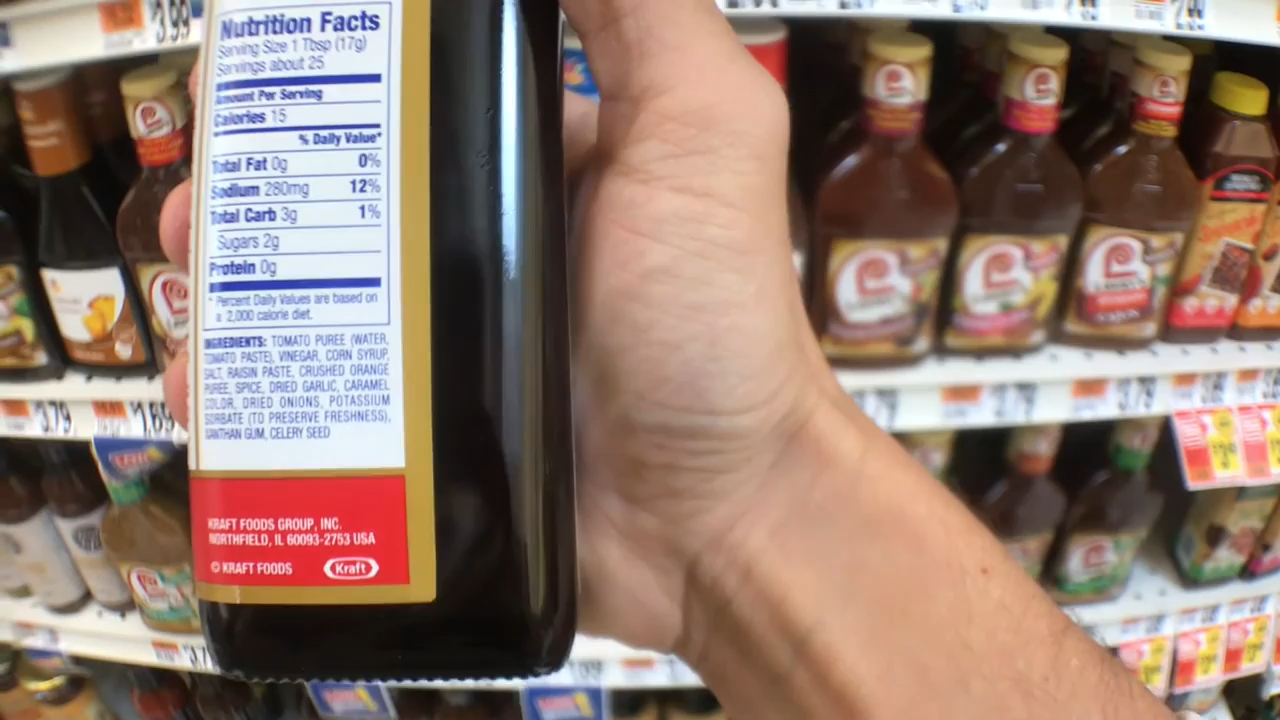 3.99
Nutrition Facts
Serving Size 1 Tbsp (17g)
Servings about 25
Amount Per Serving
Calories 15
% Daily Value*
Total Fat 0g 0%
Sodium 280mg 12%
Total Carb 3g 1%
Sugars 2g
Protein 0g
* Percent Daily Values are based on
a 2,000 calorie diet.
INGREDIENTS: TOMATO PUREE (WATER,
TOMATO PASTE), VINEGAR, CORN SYRUP,
SALT, RAISIN PASTE, CRUSHED ORANGE
PUREE, SPICE, DRIED GARLIC, CARAMEL
COLOR, DRIED ONIONS, POTASSIUM
SORBATE (TO PRESERVE FRESHNESS),
XANTHAN GUM, CELERY SEED
KRAFT FOODS GROUP, INC.
NORTHFIELD, IL 60093-2753 USA
© KRAFT FOODS Kraft
3.79
1.69
3.79